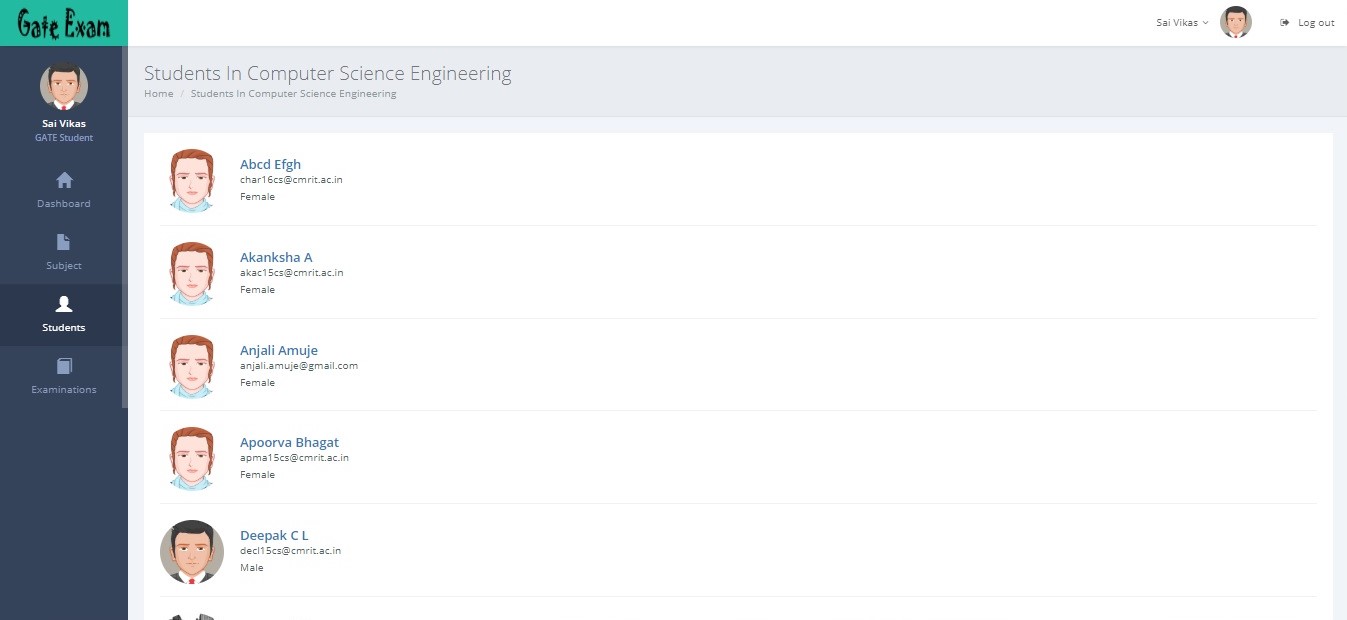 Gate Exam
Sai Vikas
Log out
Sai Vikas
GATE Student
Dashboard
Subject
Students
Examinations
Students In Computer Science Engineering
Home / Students In Computer Science Engineering
Abcd Efgh
char16cs@cmrit.ac.in
Female
Akanksha A
akac15cs@cmrit.ac.in
Female
Anjali Amuje
anjali.amuje@gmail.com
Female
Apoorva Bhagat
apma15cs@cmrit.ac.in
Female
Deepak C L
decl15cs@cmrit.ac.in
Male